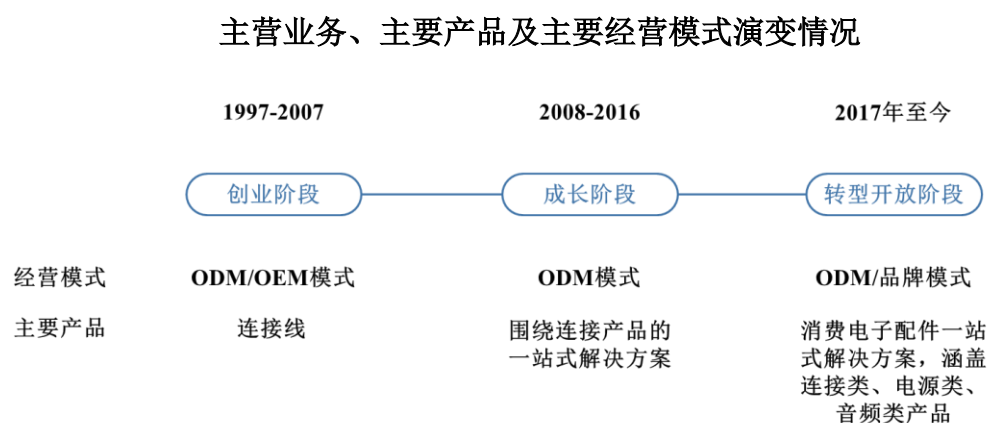 主营业务、主要产品及主要经营模式演变情况
1997-2007 2008-2016 2017年至今
创业阶段 成长阶段 转型开放阶段
经营模式 ODM/OEM模式 ODM模式 ODM/品牌模式
主要产品 连接线 围绕连接产品的 消费电子配件一站
一站式解决方案 式解决方案，涵盖
连接类、电源类、
音频类产品